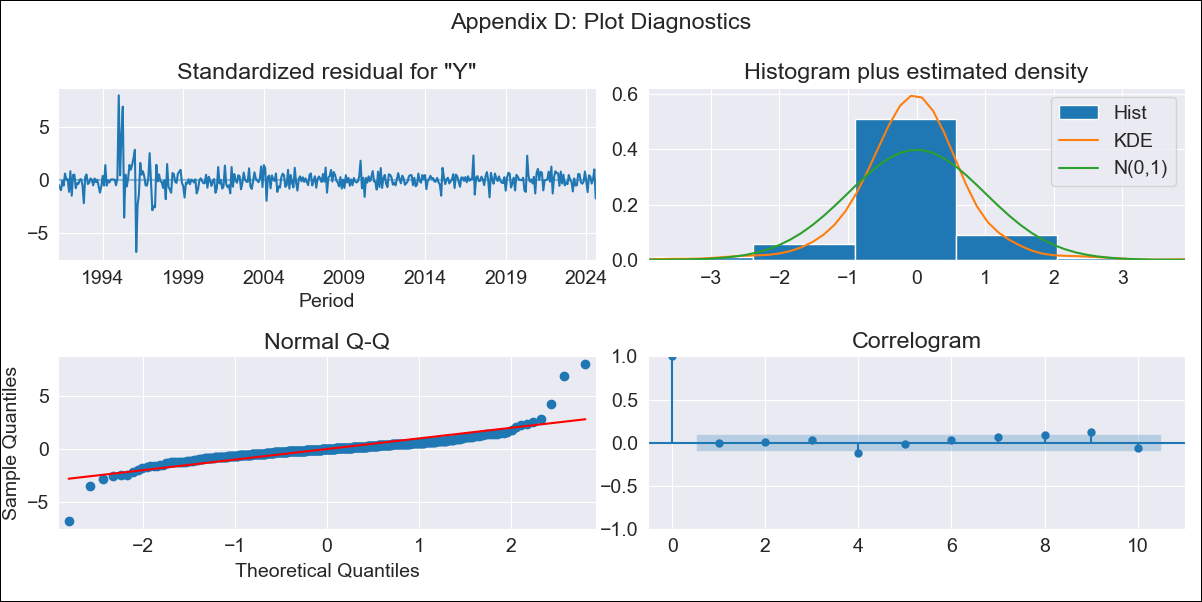 Appendix D: Plot Diagnostics
Standardized residual for "Y"
5
0
−5
1994 1999 2004 2009 2014 2019 2024
Period
Histogram plus estimated density
0.6
0.4
0.2
0.0
−3 −2 −1 0 1 2 3
Hist
KDE
N(0,1)
Normal Q-Q
Sample Quantiles
5
0
−5
−2 −1 0 1 2
Theoretical Quantiles
Correlogram
1.0
0.5
0.0
−0.5
−1.0
0 2 4 6 8 10